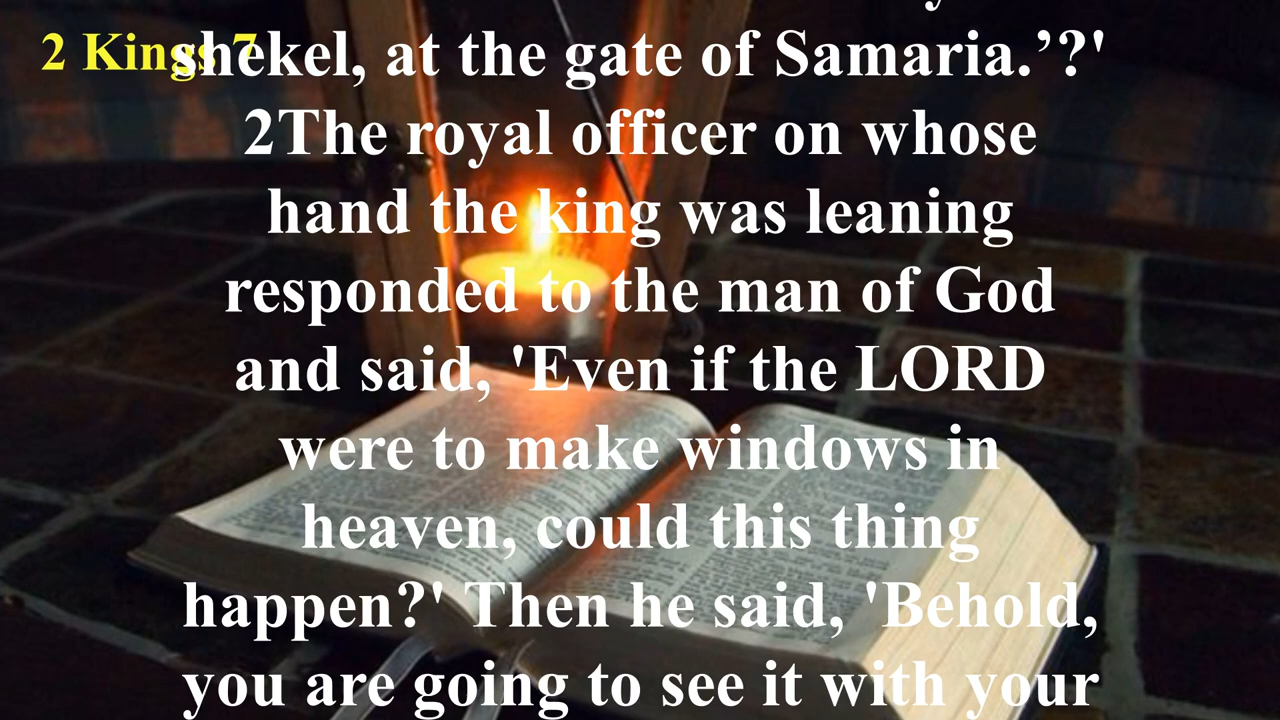 2 Kings 7
shekel, at the gate of Samaria.’?'
2The royal officer on whose
hand the king was leaning
responded to the man of God
and said, 'Even if the LORD
were to make windows in
heaven, could this thing
happen?' Then he said, 'Behold,
you are going to see it with your